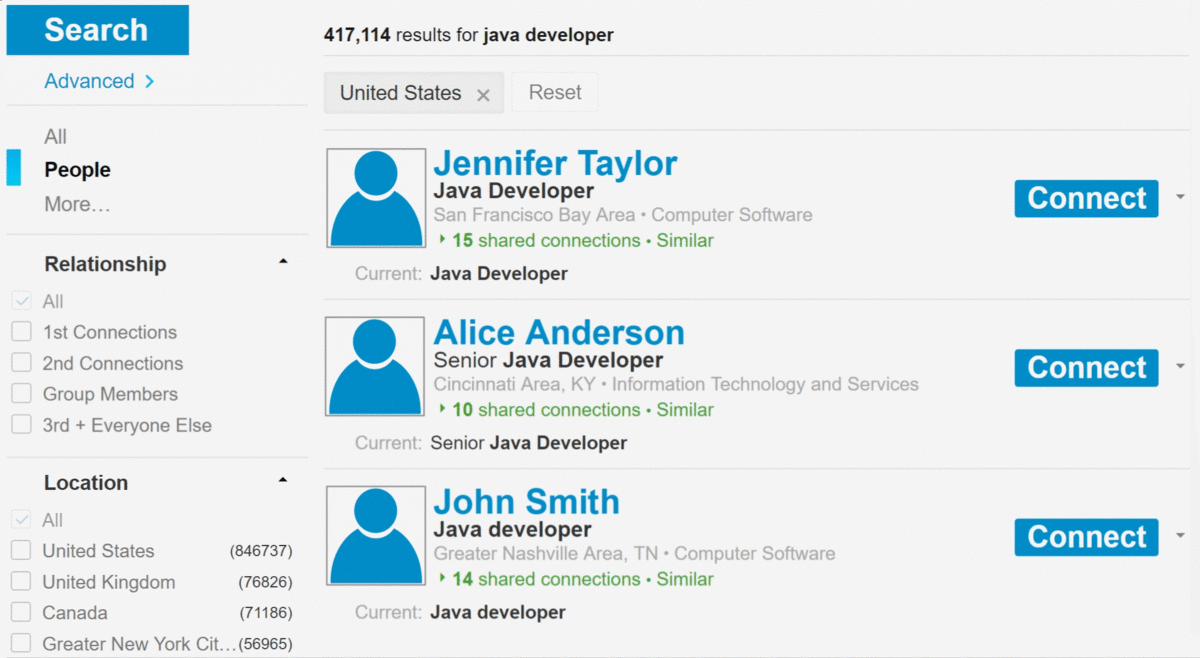 Search
Advanced
All
People
More…
Relationship
All
1st Connections
2nd Connections
Group Members
3rd + Everyone Else
Location
All
United States (846737)
United Kingdom (76826)
Canada (71186)
Greater New York Cit… (56965)
417,114 results for java developer
United States × Reset
Jennifer Taylor
Java Developer
San Francisco Bay Area • Computer Software
15 shared connections • Similar
Current: Java Developer
Connect
Alice Anderson
Senior Java Developer
Cincinnati Area, KY • Information Technology and Services
10 shared connections • Similar
Current: Senior Java Developer
Connect
John Smith
Java developer
Greater Nashville Area, TN • Computer Software
14 shared connections • Similar
Current: Java developer
Connect